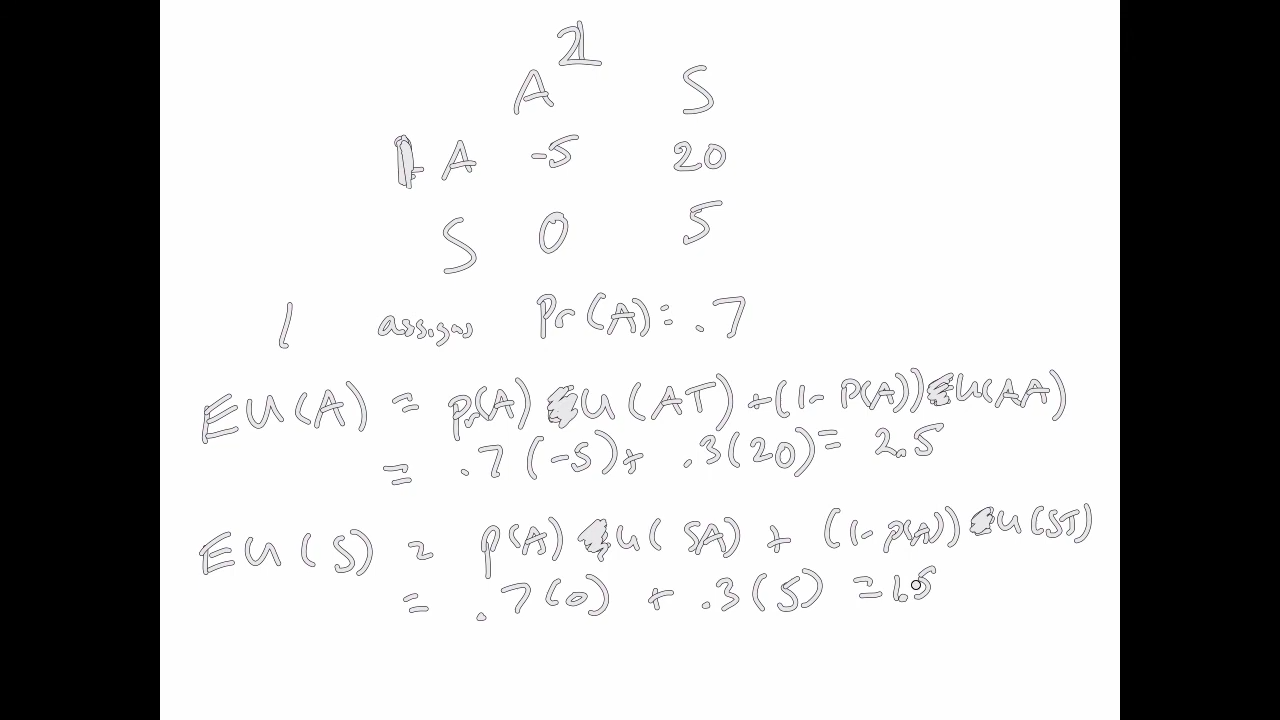 2
A S
1 A -5 20
S 0 5
1 assigns Pr(A) = .7
EU(A) = Pr(A) U(AT) + (1- P(A)) U(AA)
= .7(-5) + .3(20) = 2.5
EU(S) = P(A) U(SA) + (1-P(A)) U(ST)
= .7(0) + .3(5) = 1.5